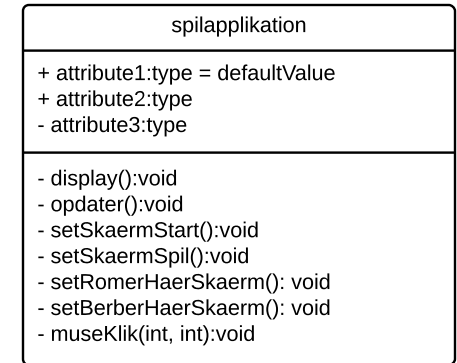 spilapplikation
+ attribute1:type = defaultValue
+ attribute2:type
- attribute3:type
- display():void
- opdater():void
- setSkaermStart():void
- setSkaermSpil():void
- setRomerHaerSkaerm(): void
- setBerberHaerSkaerm(): void
- museKlik(int, int):void